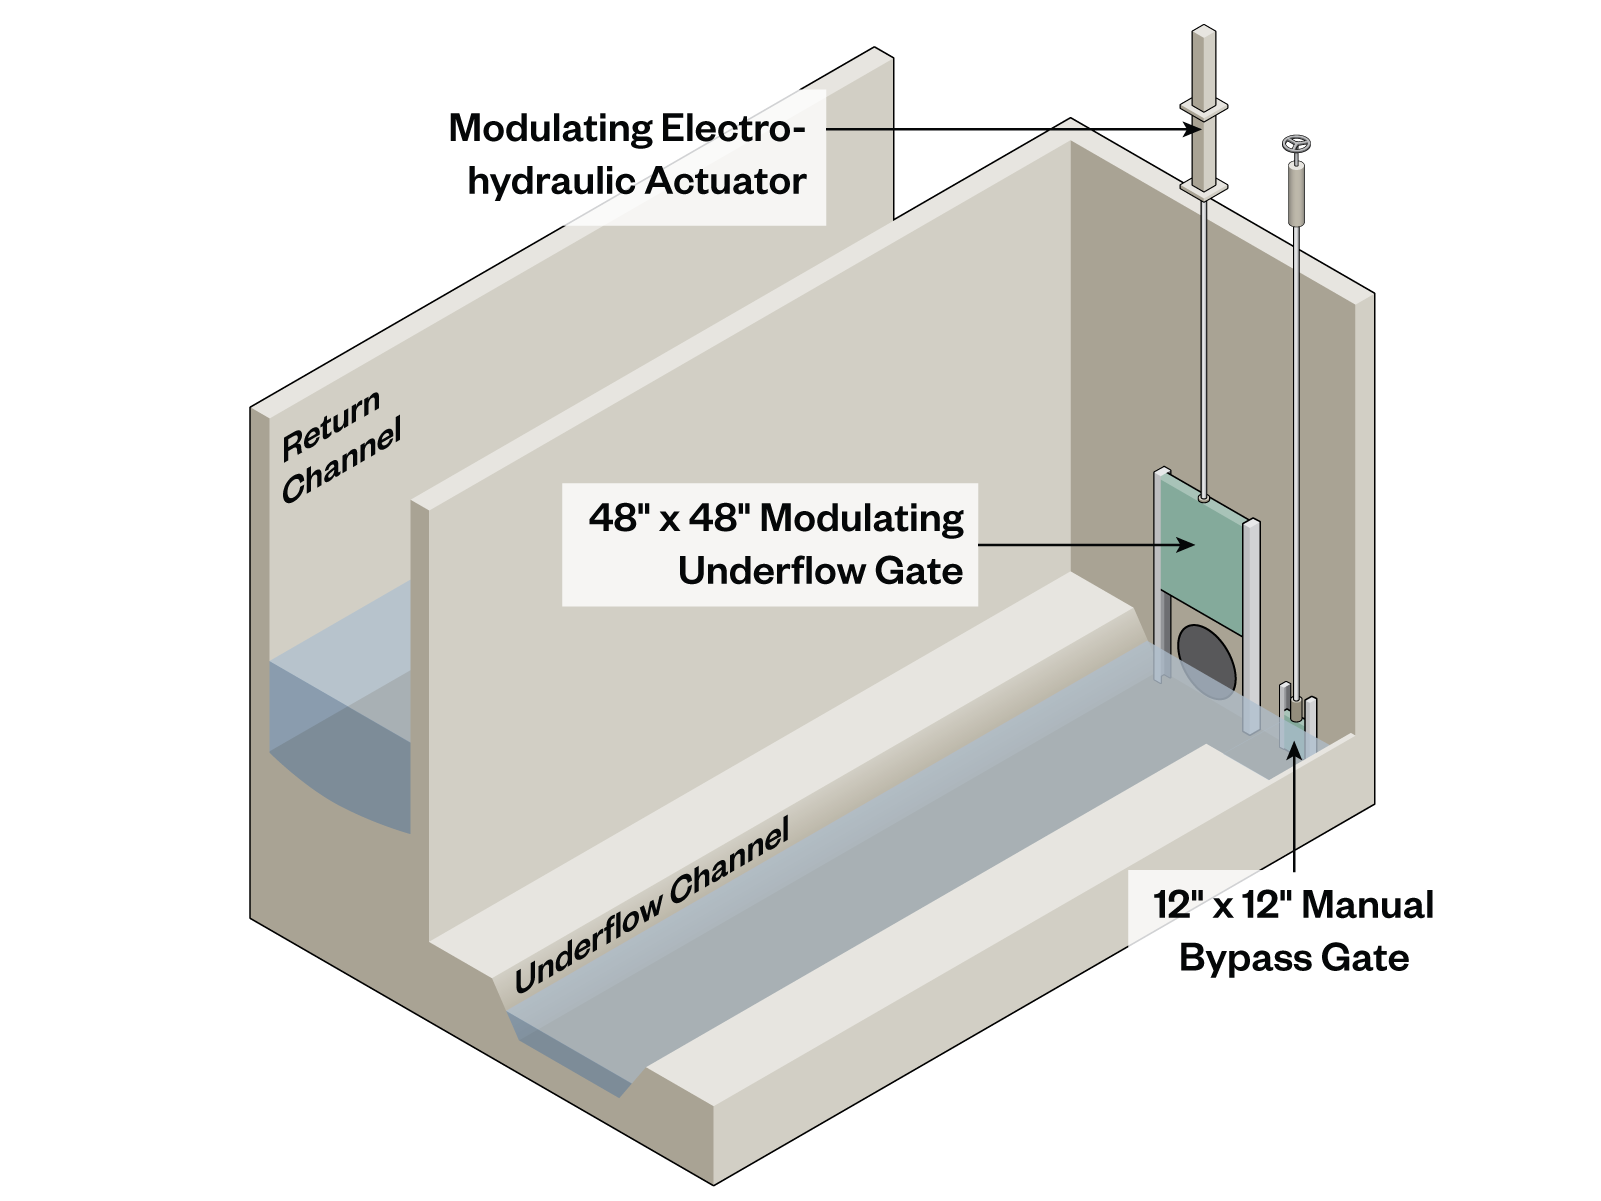 Modulating Electro-
hydraulic Actuator
Return
Channel
48" x 48" Modulating
Underflow Gate
Underflow Channel
12" x 12" Manual
Bypass Gate